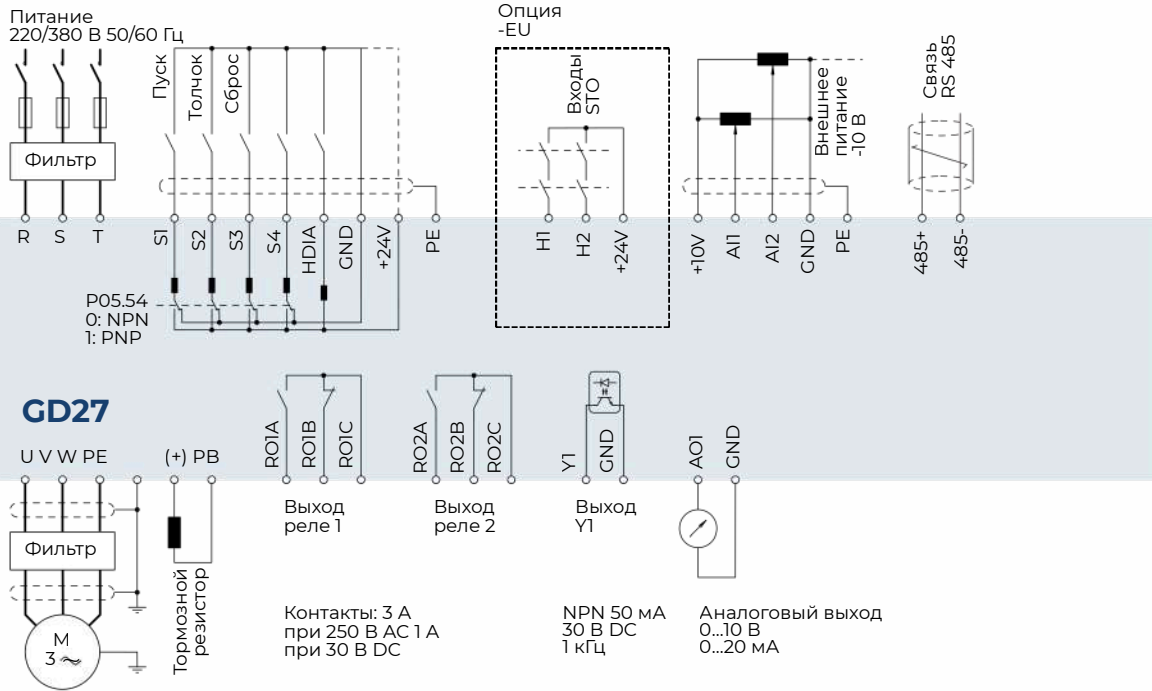 Питание
220/380 В 50/60 Гц
Пуск
Толчок
Сброс
Опция
-EU
Входы
STO
Внешнее
питание
-10 В
Связь
RS 485
Фильтр
R S T
S1 S2 S3 S4 HDIA GND +24V PE
H1 H2 +24V
+10V AI1 AI2 GND PE
485+ 485-
P05.54
0: NPN
1: PNP
GD27
RO1A RO1B RO1C
RO2A RO2B RO2C
Y1 GND
AO1 GND
U V W PE
(+) PB
Выход
реле 1
Выход
реле 2
Выход
Y1
Фильтр
Тормозной
резистор
M
3
Контакты: 3 А
при 250 В AC 1 А
при 30 В DC
NPN 50 мА
30 В DC
1 кГц
Аналоговый выход
0...10 В
0...20 мА